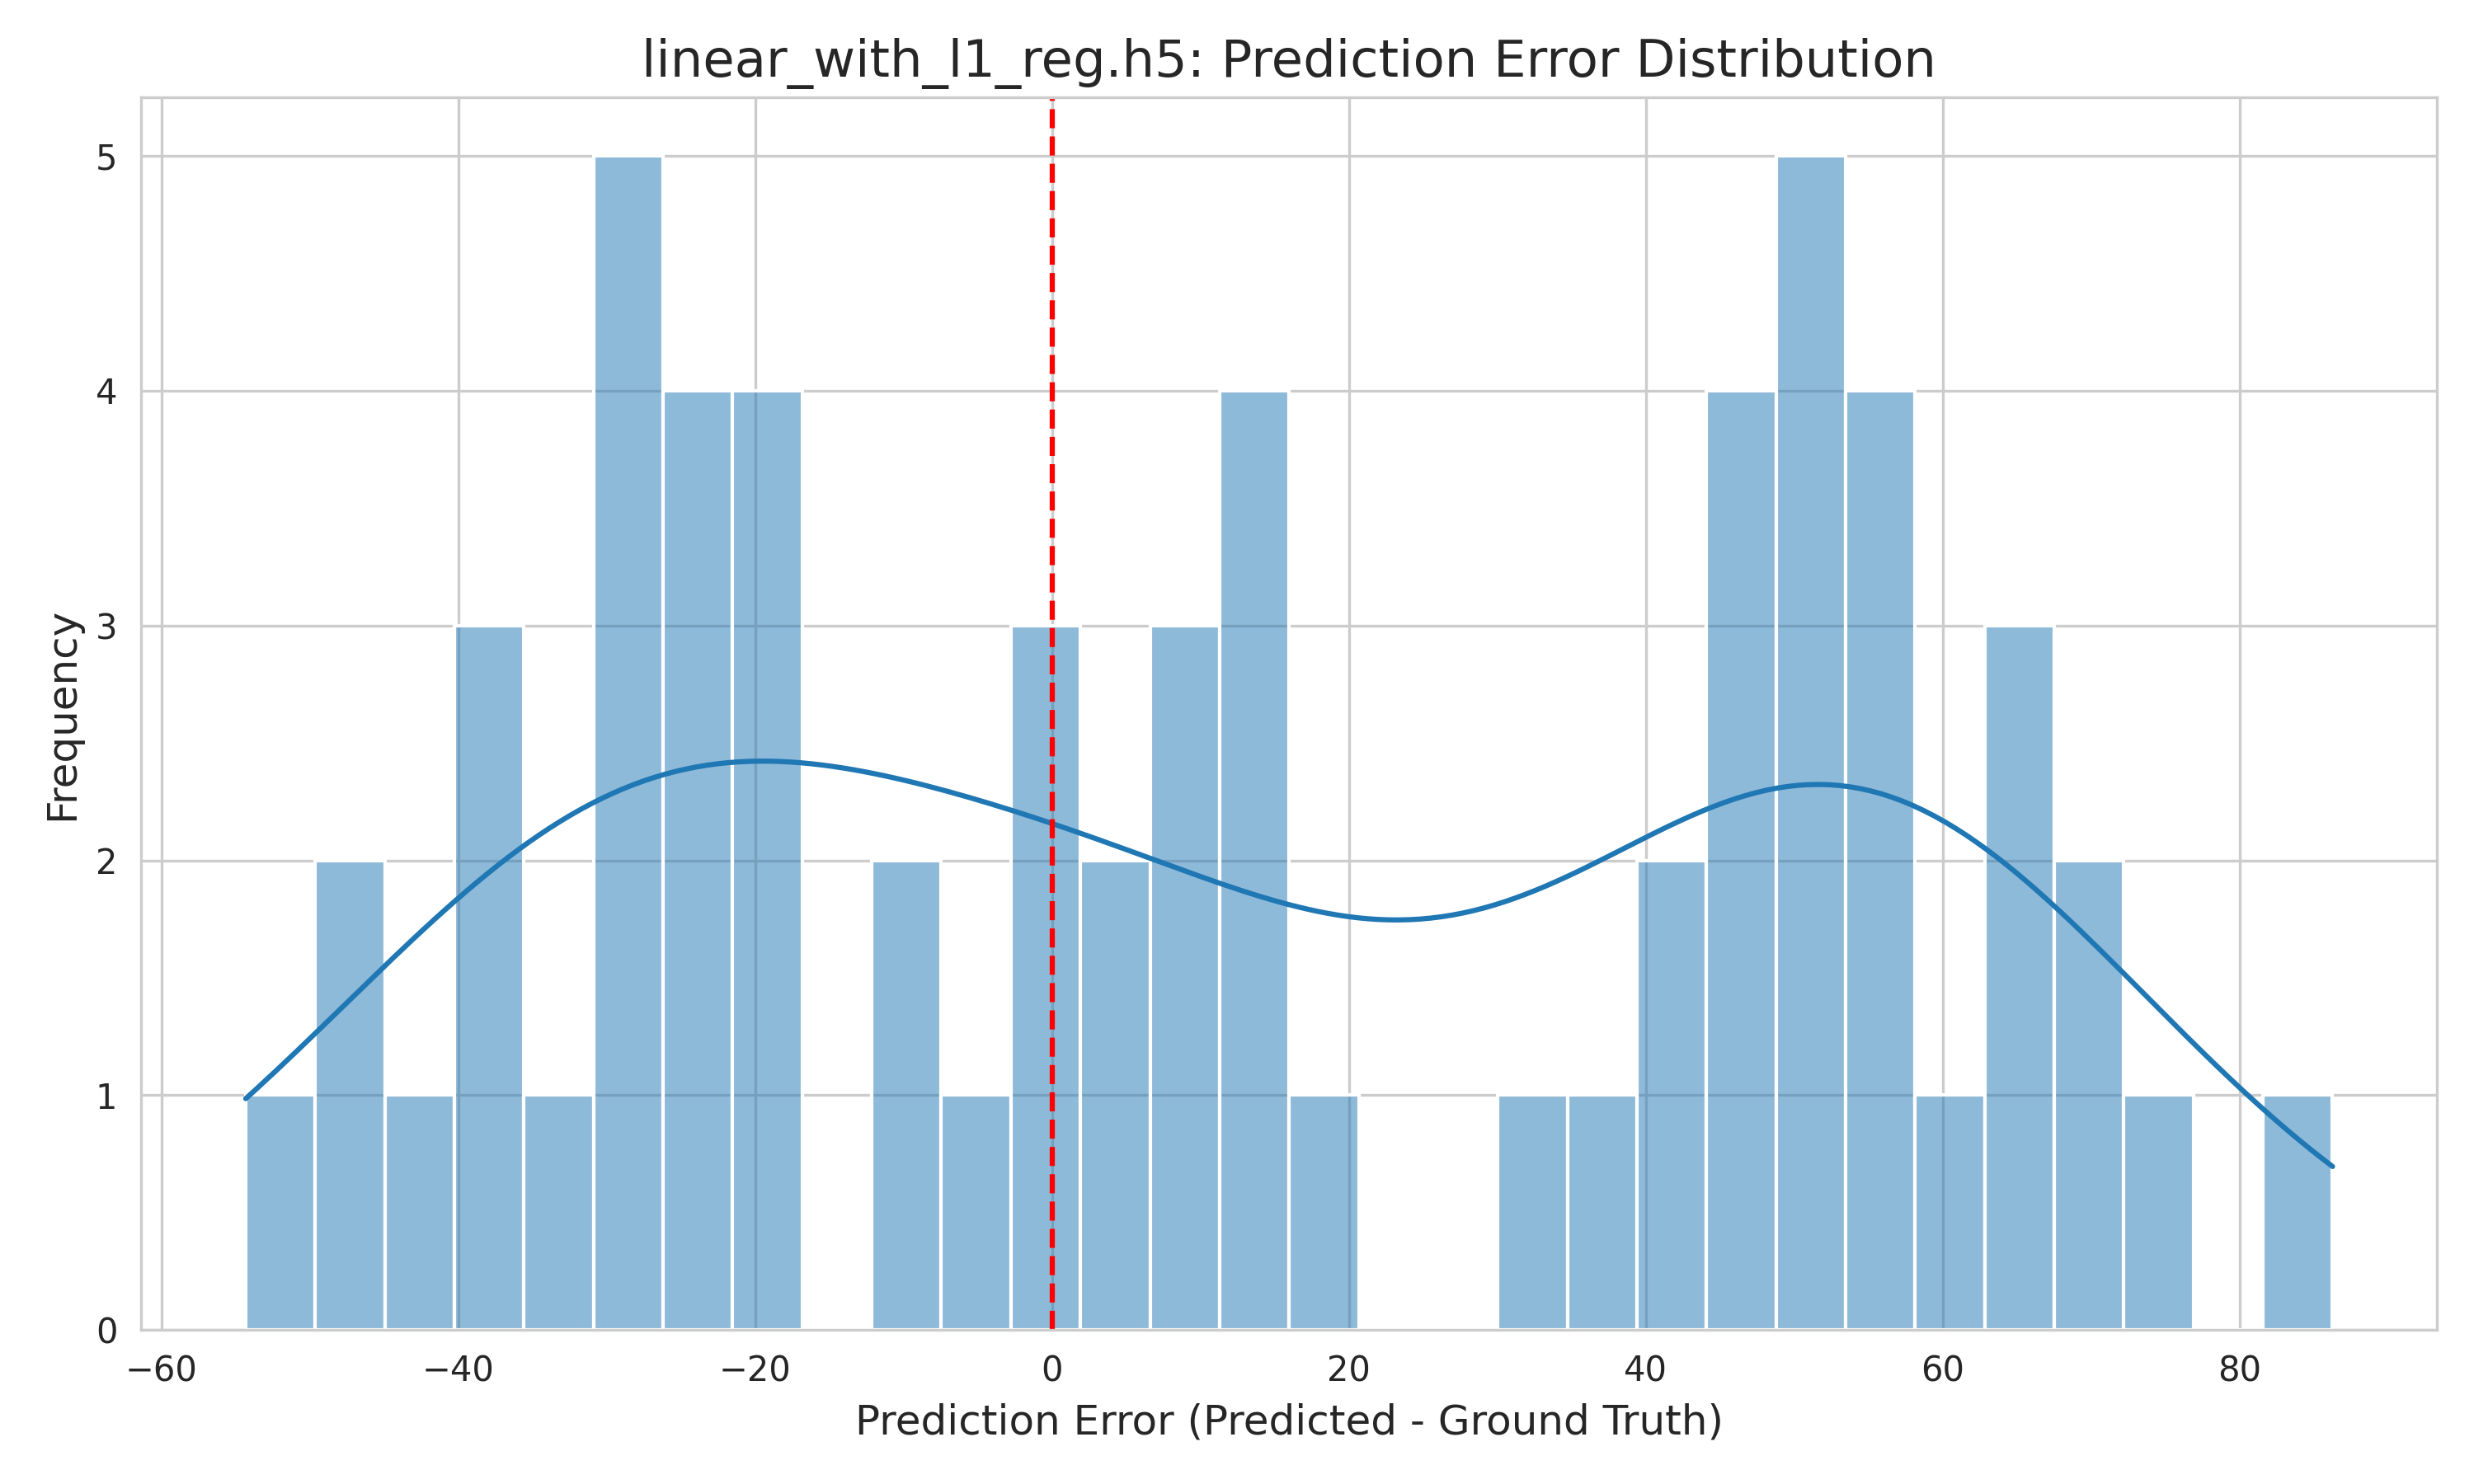 linear_with_l1_reg.h5: Prediction Error Distribution
Frequency
5
4
3
2
1
0
−60 −40 −20 0 20 40 60 80
Prediction Error (Predicted - Ground Truth)